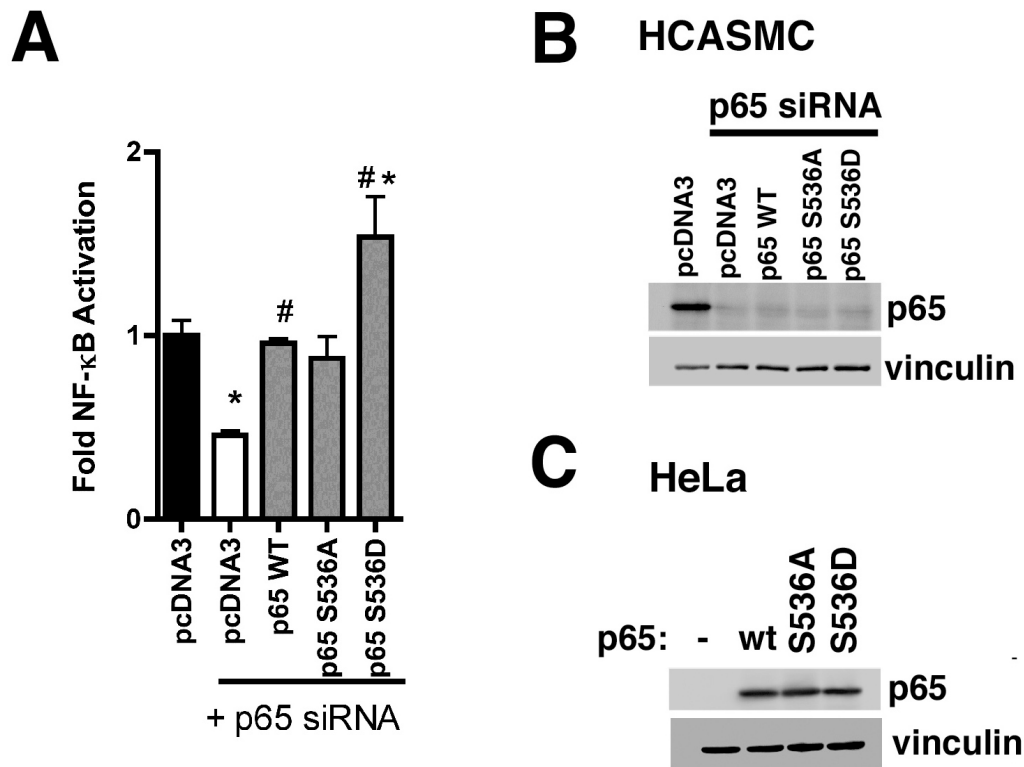 A
2
1
0
Fold NF-κB Activation
*
#
# *
pcDNA3
pcDNA3
p65 WT
p65 S536A
p65 S536D
+ p65 siRNA
B
HCASMC
p65 siRNA
pcDNA3
pcDNA3
p65 WT
p65 S536A
p65 S536D
p65
vinculin
C
HeLa
p65: - wt S536A S536D
p65
vinculin
-